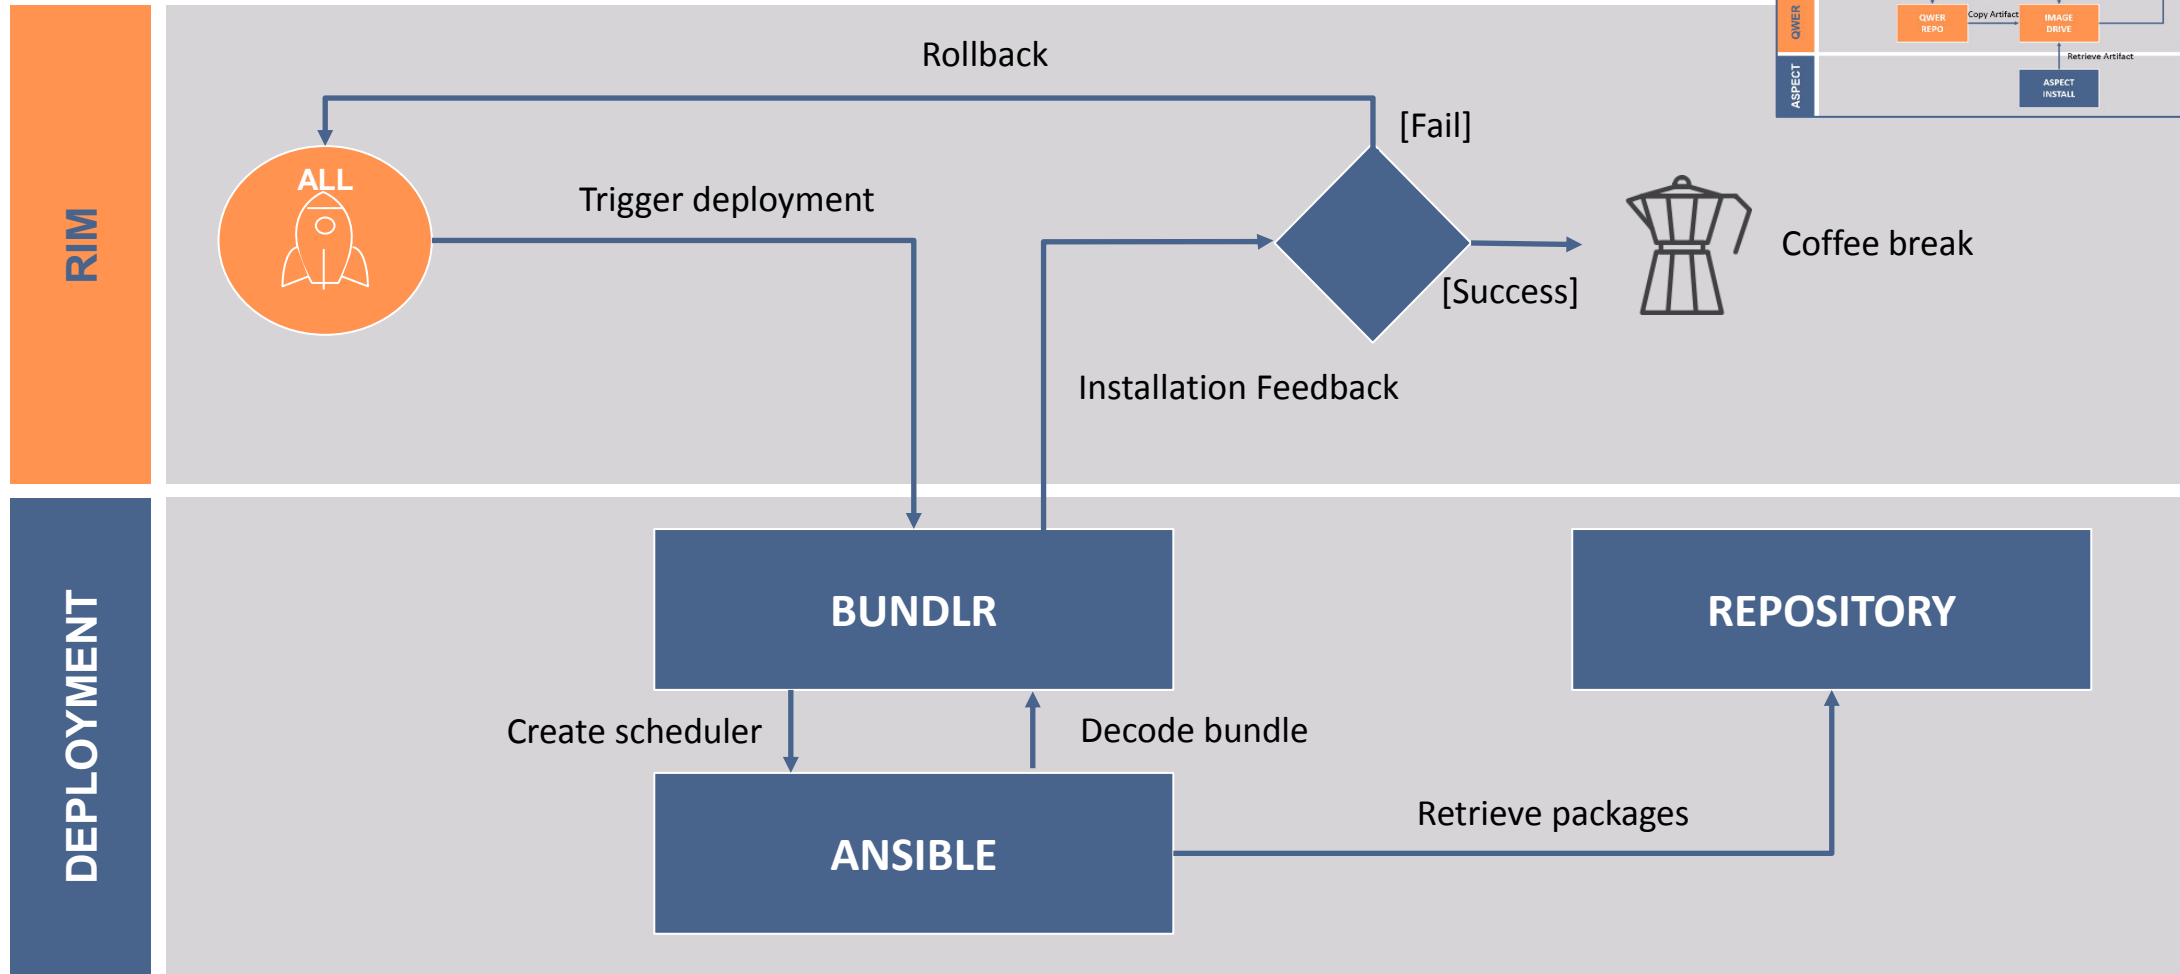 QWER
QWER
REPO
Copy Artifact
IMAGE
DRIVE
Retrieve Artifact
ASPECT
ASPECT
INSTALL
RIM
Rollback
[Fail]
ALL
Trigger deployment
Coffee break
[Success]
Installation Feedback
DEPLOYMENT
BUNDLR
REPOSITORY
Create scheduler
Decode bundle
Retrieve packages
ANSIBLE